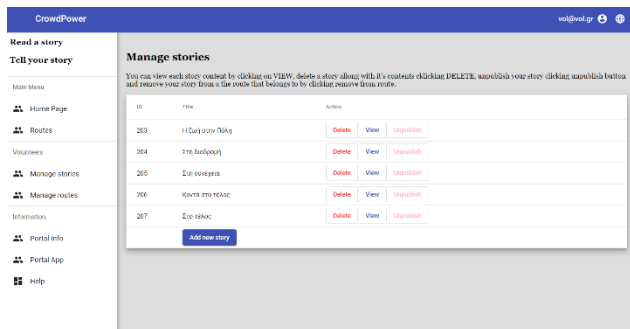 CrowdPower vol@vol.gr
Read a story
Tell your story
Manage stories
You can view each story content by clicking on VIEW, delete a story allong with it's contents cklicking DELETE, unpublish your story clicking unpublish button
and remove your story from a the route that belongs to by clicking remove from route.
Main Menu
Home Page
Routes
Volunteers
Manage stories
Manage routes
Information
Portal Info
Portal App
Help
ID Title Action
203 Η ζωή στην Πόλη Delete View Unpublish
204 Στη διαδρομή Delete View Unpublish
205 Στη συνέχεια Delete View Unpublish
206 Κοντά στο τέλος Delete View Unpublish
207 Στο τέλος Delete View Unpublish
Add new story